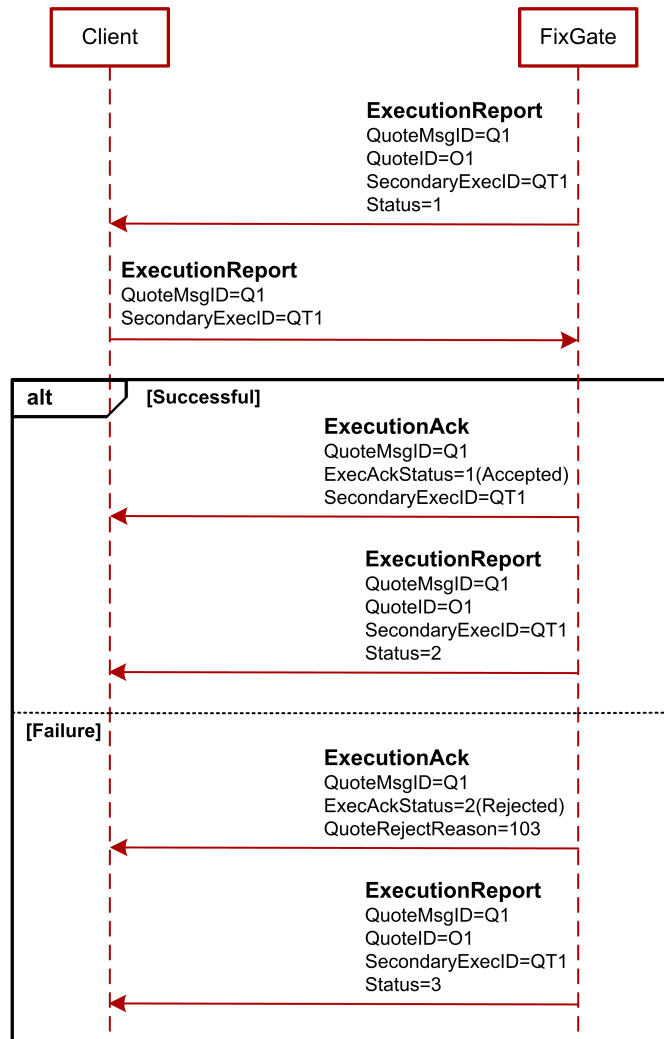 Client
FixGate
ExecutionReport
QuoteMsgID=Q1
QuoteID=O1
SecondaryExecID=QT1
Status=1
ExecutionReport
QuoteMsgID=Q1
SecondaryExecID=QT1
alt
[Successful]
ExecutionAck
QuoteMsgID=Q1
ExecAckStatus=1(Accepted)
SecondaryExecID=QT1
ExecutionReport
QuoteMsgID=Q1
QuoteID=O1
SecondaryExecID=QT1
Status=2
[Failure]
ExecutionAck
QuoteMsgID=Q1
ExecAckStatus=2(Rejected)
QuoteRejectReason=103
ExecutionReport
QuoteMsgID=Q1
QuoteID=O1
SecondaryExecID=QT1
Status=3